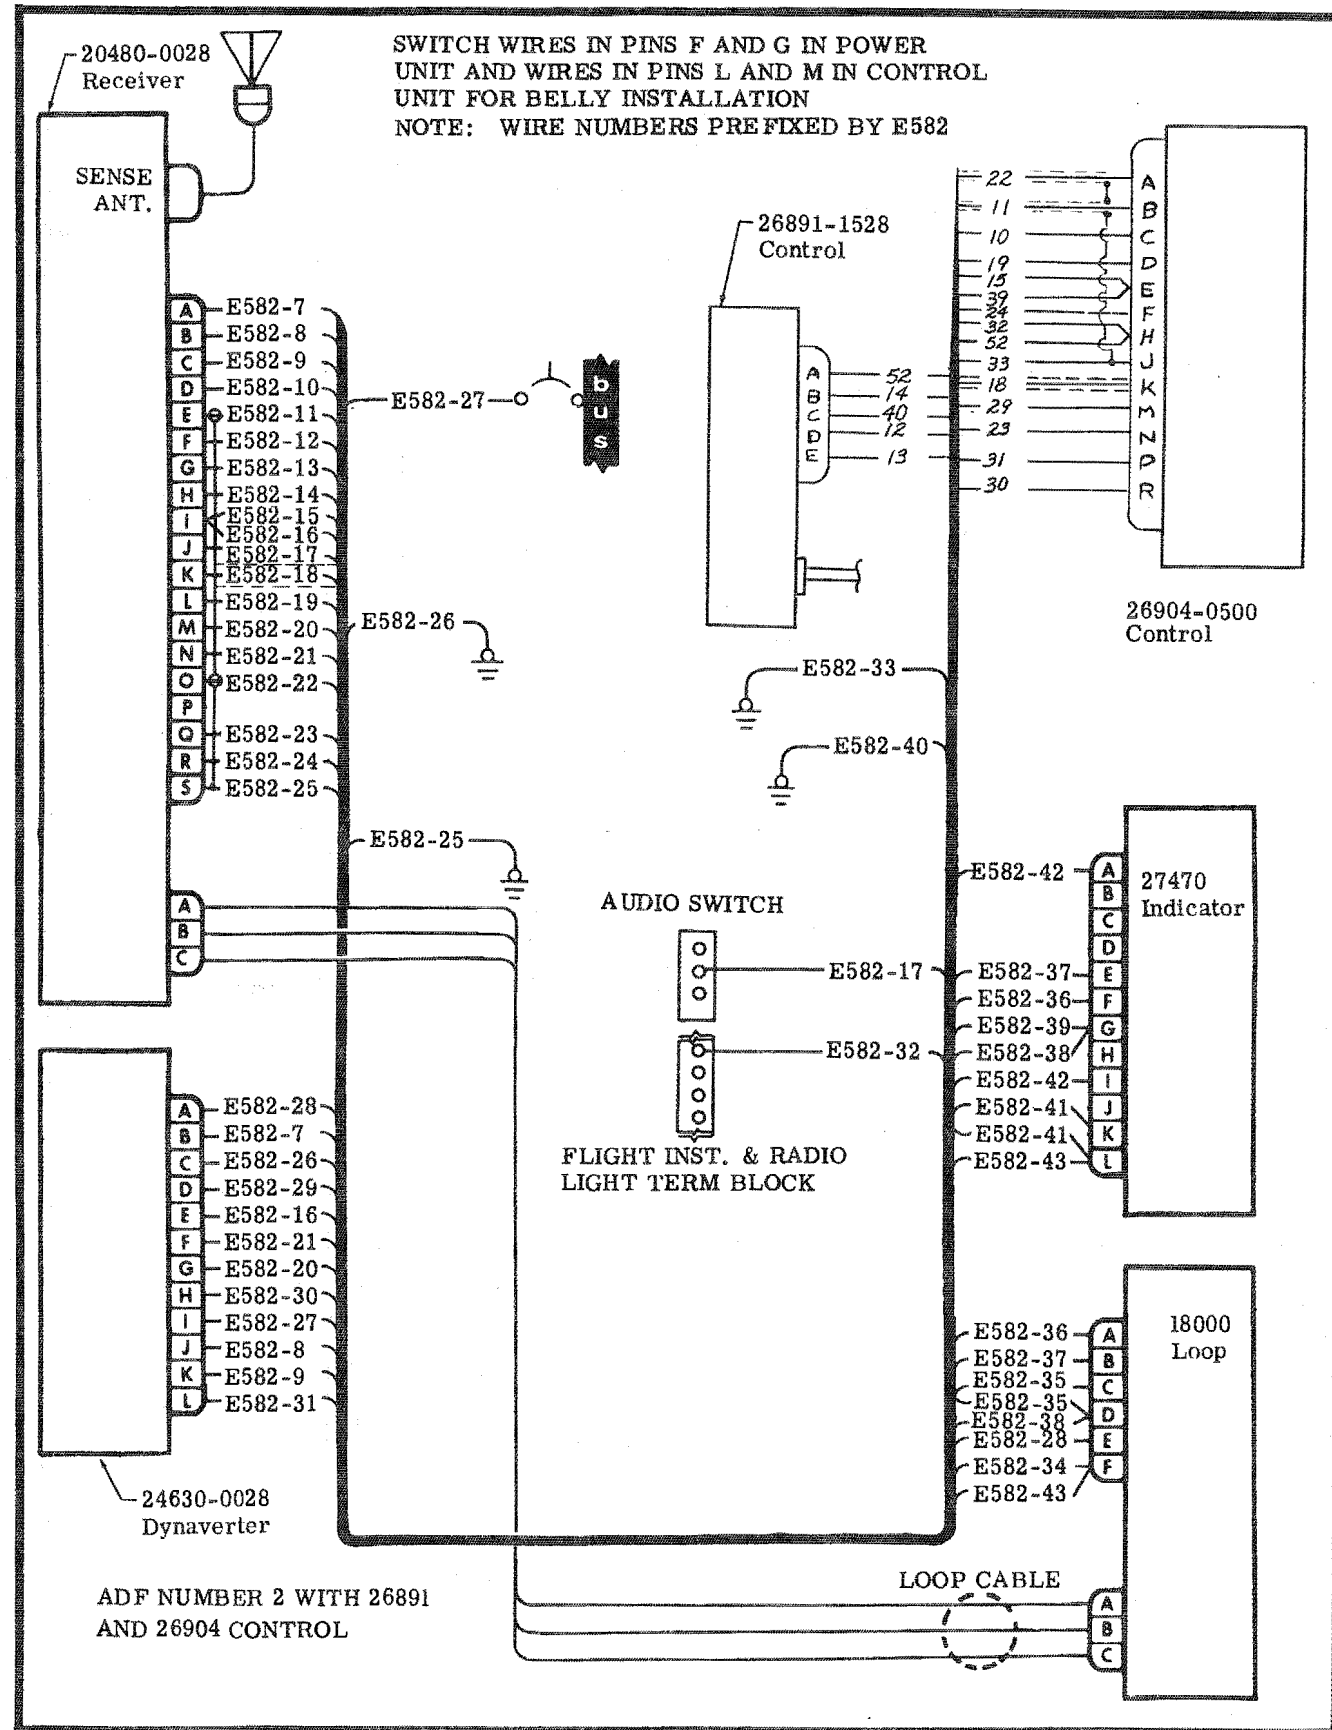 20480-0028
Receiver
SWITCH WIRES IN PINS F AND G IN POWER
UNIT AND WIRES IN PINS L AND M IN CONTROL
UNIT FOR BELLY INSTALLATION
NOTE: WIRE NUMBERS PREFIXED BY E582
SENSE
ANT.
A E582-7
B E582-8
C E582-9
D E582-10
E E582-11
F E582-12
G E582-13
H E582-14
I E582-15
E582-16
J E582-17
K E582-18
L E582-19
M E582-20
N E582-21
O E582-22
P
Q E582-23
R E582-24
S E582-25
A
B
C
E582-27
bus
E582-26
E582-25
26891-1528
Control
A 52
B 14
C 40
D 12
E 13
22 A
11 B
10 C
19 D
15
39 E
24 F
32
52 H
33 J
18 K
29 M
23 N
31 P
30 R
26904-0500
Control
E582-33
E582-40
AUDIO SWITCH
E582-17
E582-32
FLIGHT INST. & RADIO
LIGHT TERM BLOCK
27470
Indicator
E582-42 A
B
C
D
E582-37 E
E582-36 F
E582-39 G
E582-38 H
E582-42 I
E582-41 J
E582-41 K
E582-43 L
A E582-28
B E582-7
C E582-26
D E582-29
E E582-16
F E582-21
G E582-20
H E582-30
I E582-27
J E582-8
K E582-9
L E582-31
24630-0028
Dynaverter
18000
Loop
E582-36 A
E582-37 B
E582-35 C
E582-35
E582-38 D
E582-28 E
E582-34 F
E582-43
LOOP CABLE
A
B
C
ADF NUMBER 2 WITH 26891
AND 26904 CONTROL